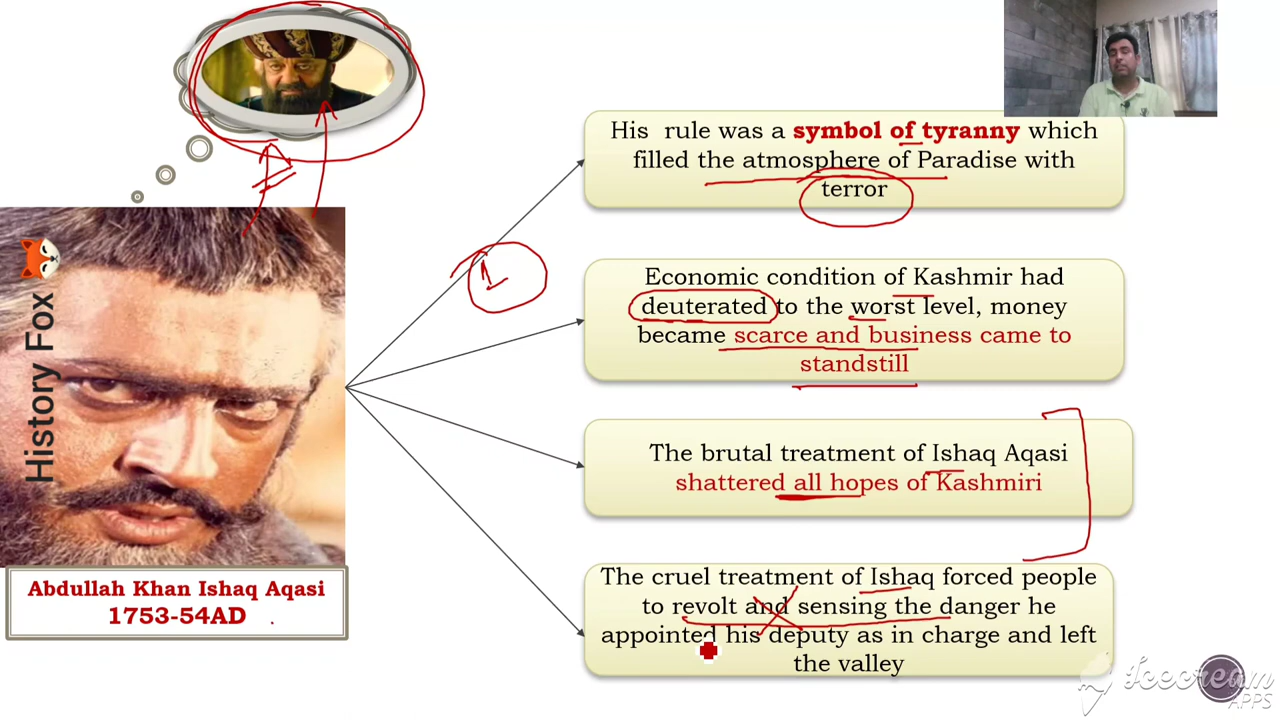 His rule was a symbol of tyranny which
filled the atmosphere of Paradise with
terror
1
Economic condition of Kashmir had
deuterated to the worst level, money
became scarce and business came to
standstill
The brutal treatment of Ishaq Aqasi
shattered all hopes of Kashmiri
The cruel treatment of Ishaq forced people
to revolt and sensing the danger he
appointed his deputy as in charge and left
the valley
History Fox
Abdullah Khan Ishaq Aqasi
1753-54AD
Icecream
APPS